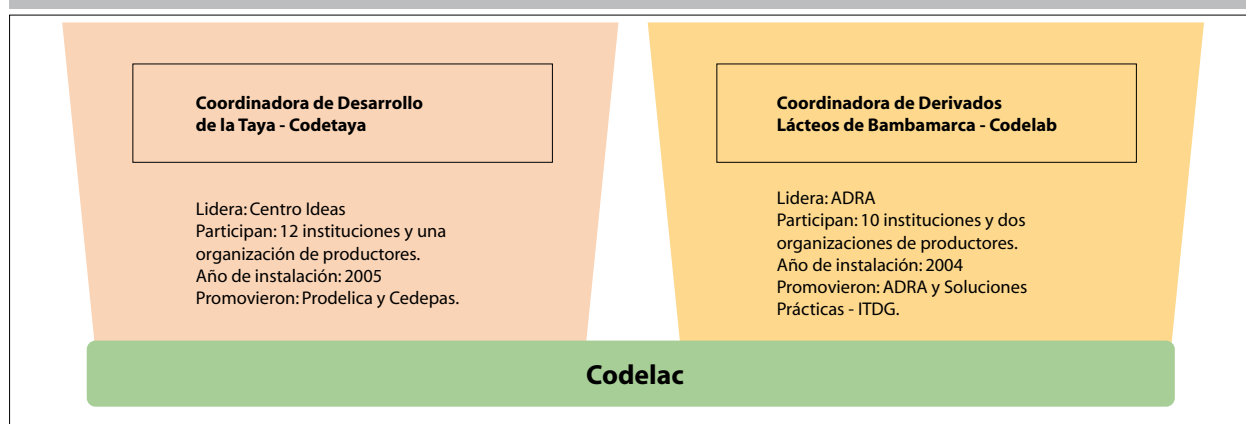 Coordinadora de Desarrollo
de la Taya - Codetaya
Lidera: Centro Ideas
Participan: 12 instituciones y una
organización de productores.
Año de instalación: 2005
Promovieron: Prodelica y Cedepas.
Coordinadora de Derivados
Lácteos de Bambamarca - Codelab
Lidera: ADRA
Participan: 10 instituciones y dos
organizaciones de productores.
Año de instalación: 2004
Promovieron: ADRA y Soluciones
Prácticas - ITDG.
Codelac